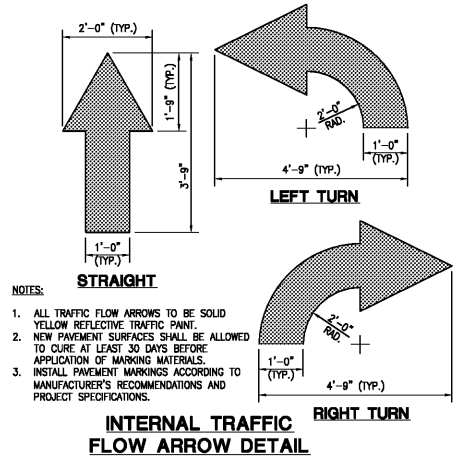 2'-0" (TYP.)
1'-9" (TYP.)
3'-9"
1'-0"
(TYP.)
STRAIGHT
2'-0"
RAD.
1'-0"
(TYP.)
4'-9" (TYP.)
LEFT TURN
2'-0"
RAD.
1'-0"
(TYP.)
4'-9" (TYP.)
RIGHT TURN
NOTES:
1. ALL TRAFFIC FLOW ARROWS TO BE SOLID
YELLOW REFLECTIVE TRAFFIC PAINT.
2. NEW PAVEMENT SURFACES SHALL BE ALLOWED
TO CURE AT LEAST 30 DAYS BEFORE
APPLICATION OF MARKING MATERIALS.
3. INSTALL PAVEMENT MARKINGS ACCORDING TO
MANUFACTURER'S RECOMMENDATIONS AND
PROJECT SPECIFICATIONS.
INTERNAL TRAFFIC
FLOW ARROW DETAIL